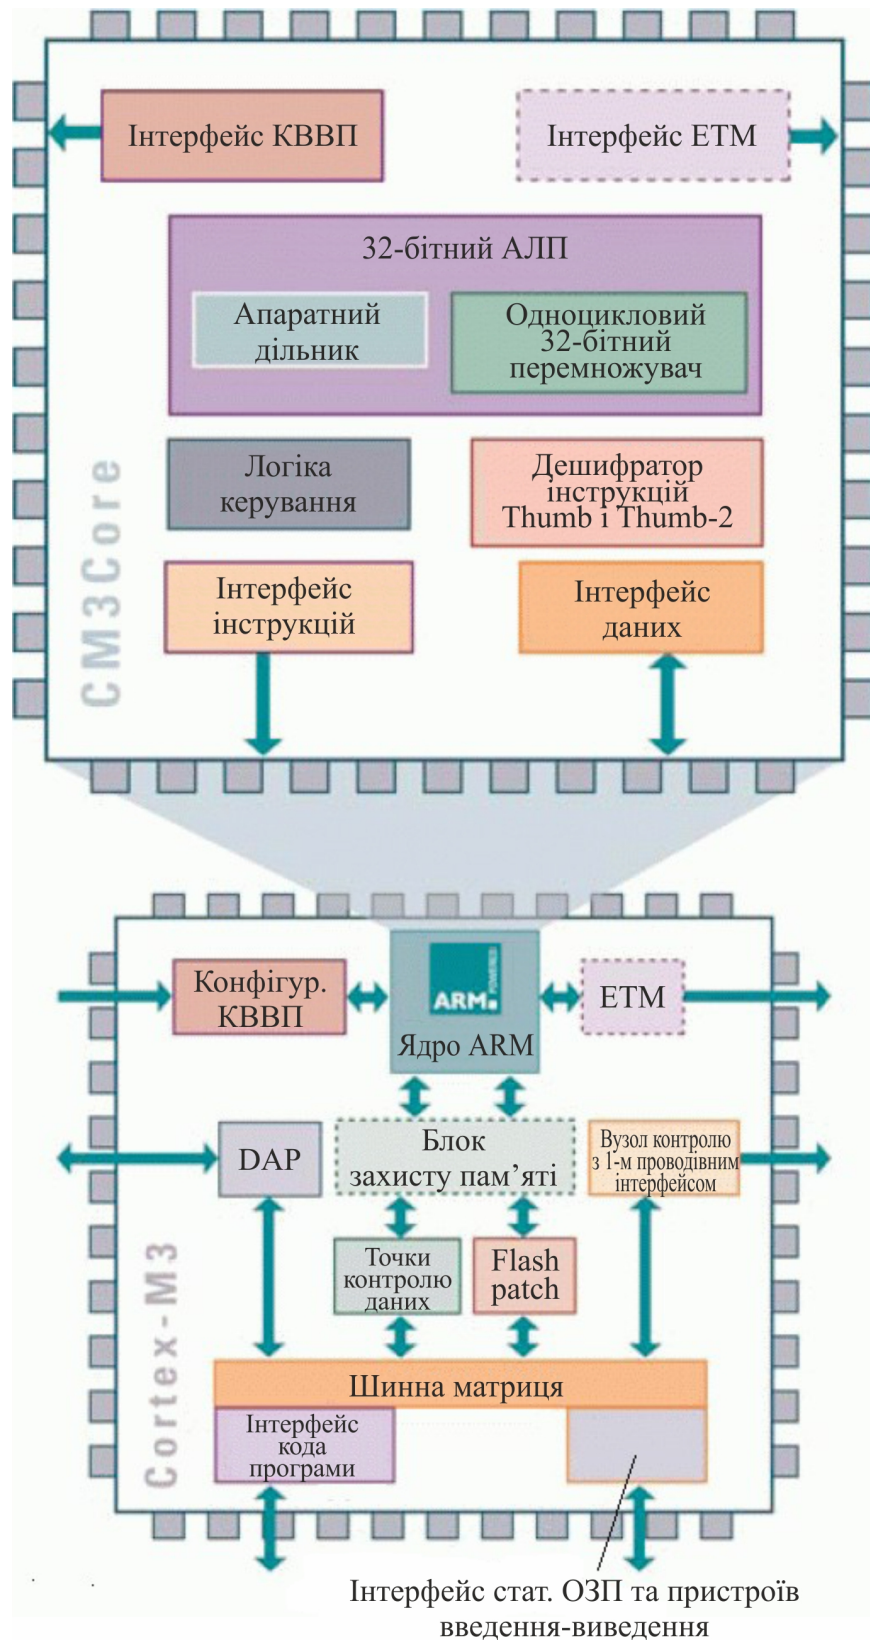 Інтерфейс КВВП
Інтерфейс ЕТМ
32-бітний АЛП
Апаратний
дільник
Одноцикловий
32-бітний
перемножувач
Логіка
керування
Дешифратор
інструкцій
Thumb і Thumb-2
Інтерфейс
інструкцій
Інтерфейс
даних
CM3Core
Конфігур.
КВВП
ARM
POWERED
Ядро ARM
ЕТМ
DAP
Блок
захисту пам’яті
Вузол контролю
з 1-м проводівним
інтерфейсом
Точки
контролю
даних
Flash
patch
Шинна матриця
Інтерфейс
кода
програми
Cortex-M3
Інтерфейс стат. ОЗП та пристроїв
введення-виведення